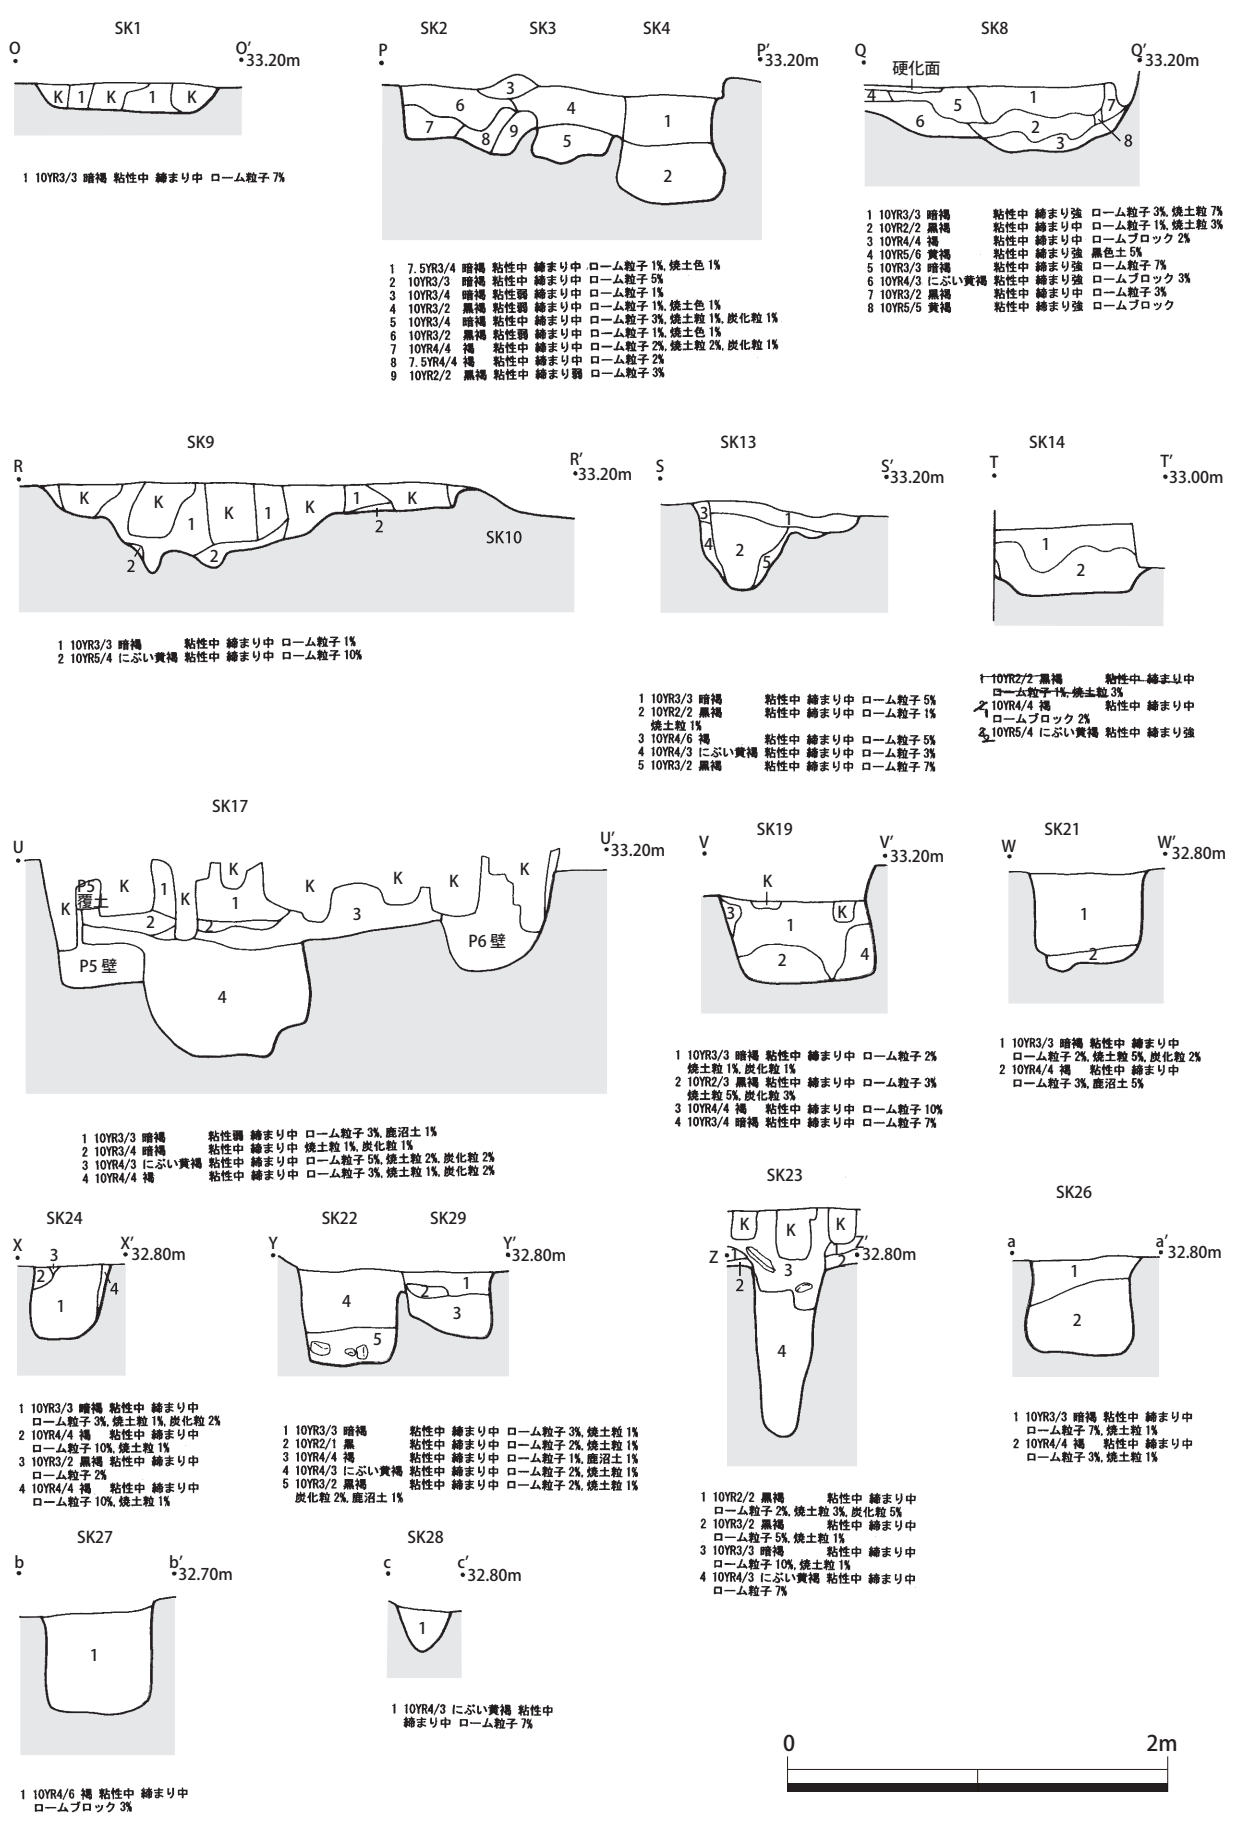 SK1
O
O′
33.20m
K 1 K 1 K
1 10YR3/3 暗褐 粘性中 締まり中 ローム粒子 7%
SK2 SK3 SK4
P
P′
33.20m
3
6 4 1
7 8 9 5
2
1 7.5YR3/4 暗褐 粘性中 締まり中 ローム粒子 1%, 焼土色 1%
2 10YR3/3 暗褐 粘性中 締まり中 ローム粒子 5%
3 10YR3/4 暗褐 粘性弱 締まり中 ローム粒子 1%
4 10YR3/2 黒褐 粘性弱 締まり中 ローム粒子 1%, 焼土色 1%
5 10YR3/4 暗褐 粘性中 締まり中 ローム粒子 3%, 焼土粒 1%, 炭化粒 1%
6 10YR3/2 黒褐 粘性弱 締まり中 ローム粒子 1%, 焼土色 1%
7 10YR4/4 褐 粘性中 締まり中 ローム粒子 2%, 焼土粒 2%, 炭化粒 1%
8 7.5YR4/4 褐 粘性中 締まり中 ローム粒子 2%
9 10YR2/2 黒褐 粘性中 締まり弱 ローム粒子 3%
SK8
Q
Q′
33.20m
硬化面
4 5 1 7
6 2
3 8
1 10YR3/3 暗褐 粘性中 締まり強 ローム粒子 3%, 焼土粒 7%
2 10YR2/2 黒褐 粘性中 締まり中 ローム粒子 1%, 焼土粒 3%
3 10YR4/4 褐 粘性中 締まり中 ロームブロック 2%
4 10YR5/6 黄褐 粘性中 締まり強 黒色土 5%
5 10YR3/3 暗褐 粘性中 締まり強 ローム粒子 7%
6 10YR4/3 にぶい黄褐 粘性中 締まり強 ロームブロック 3%
7 10YR3/2 黒褐 粘性中 締まり中 ローム粒子 3%
8 10YR5/5 黄褐 粘性中 締まり強 ロームブロック
SK9
R
R′
33.20m
K K K 1 K 1 K
1 2
2 2
SK10
1 10YR3/3 暗褐 粘性中 締まり中 ローム粒子 1%
2 10YR5/4 にぶい黄褐 粘性中 締まり中 ローム粒子 10%
SK13
S
S′
33.20m
3 1
4 2 5
1 10YR3/3 暗褐 粘性中 締まり中 ローム粒子 5%
2 10YR2/2 黒褐 粘性中 締まり中 ローム粒子 1%
焼土粒 1%
3 10YR4/6 褐 粘性中 締まり中 ローム粒子 5%
4 10YR4/3 にぶい黄褐 粘性中 締まり中 ローム粒子 3%
5 10YR3/2 黒褐 粘性中 締まり中 ローム粒子 7%
SK14
T
T′
33.00m
1
2
1 10YR2/2 黒褐 粘性中 締まり中
ローム粒子 1%, 焼土粒 3%
10YR4/4 褐 粘性中 締まり中
1 ロームブロック 2%
10YR5/4 にぶい黄褐 粘性中 締まり強
SK17
U
U′
33.20m
K P5 覆土 K 1 K K K K K K
2 2 1 3
P5 壁
P6 壁
4
1 10YR3/3 暗褐 粘性弱 締まり中 ローム粒子 3%, 鹿沼土 1%
2 10YR3/4 暗褐 粘性中 締まり中 焼土粒 1%, 炭化粒 1%
3 10YR4/3 にぶい黄褐 粘性中 締まり中 ローム粒子 5%, 焼土粒 2%, 炭化粒 2%
4 10YR4/4 褐 粘性中 締まり中 ローム粒子 3%, 焼土粒 1%, 炭化粒 2%
SK19
V
V′
33.20m
K
3 1 K
2 4
1 10YR3/3 暗褐 粘性中 締まり中 ローム粒子 2%
焼土粒 1%, 炭化粒 1%
2 10YR2/3 黒褐 粘性中 締まり中 ローム粒子 3%
焼土粒 5%, 炭化粒 3%
3 10YR4/4 褐 粘性中 締まり中 ローム粒子 10%
4 10YR3/4 暗褐 粘性中 締まり中 ローム粒子 7%
SK21
W
W′
32.80m
1
2
1 10YR3/3 暗褐 粘性中 締まり中
ローム粒子 2%, 焼土粒 5%, 炭化粒 2%
2 10YR4/4 褐 粘性中 締まり中
ローム粒子 3%, 鹿沼土 5%
SK24
X
X′
32.80m
3
2
1 4
1 10YR3/3 暗褐 粘性中 締まり中
ローム粒子 3%, 焼土粒 1%, 炭化粒 2%
2 10YR4/4 褐 粘性中 締まり中
ローム粒子 10%, 焼土粒 1%
3 10YR3/2 黒褐 粘性中 締まり中
ローム粒子 2%
4 10YR4/4 褐 粘性中 締まり中
ローム粒子 10%, 焼土粒 1%
SK22 SK29
Y
Y′
32.80m
4 2 1
5 3
1 10YR3/3 暗褐 粘性中 締まり中 ローム粒子 3%, 焼土粒 1%
2 10YR2/1 黒 粘性中 締まり中 ローム粒子 2%, 焼土粒 1%
3 10YR4/4 褐 粘性中 締まり中 ローム粒子 1%, 鹿沼土 1%
4 10YR4/3 にぶい黄褐 粘性中 締まり中 ローム粒子 2%, 焼土粒 1%
5 10YR3/2 黒褐 粘性中 締まり中 ローム粒子 2%, 焼土粒 1%
炭化粒 2%, 鹿沼土 1%
SK23
K K K
Z
Z′
32.80m
1 1
2 3 2
4
1 10YR2/2 黒褐 粘性中 締まり中
ローム粒子 2%, 焼土粒 3%, 炭化粒 5%
2 10YR3/2 黒褐 粘性中 締まり中
ローム粒子 5%, 焼土粒 1%
3 10YR3/3 暗褐 粘性中 締まり中
ローム粒子 10%, 焼土粒 1%
4 10YR4/3 にぶい黄褐 粘性中 締まり中
ローム粒子 7%
SK26
a
a′
32.80m
1
2
1 10YR3/3 暗褐 粘性中 締まり中
ローム粒子 7%, 焼土粒 1%
2 10YR4/4 褐 粘性中 締まり中
ローム粒子 3%, 焼土粒 1%
SK27
b
b′
32.70m
1
1 10YR4/6 褐 粘性中 締まり中
ロームブロック 3%
SK28
c
c′
32.80m
1
1 10YR4/3 にぶい黄褐 粘性中
締まり中 ローム粒子 7%
0 2m